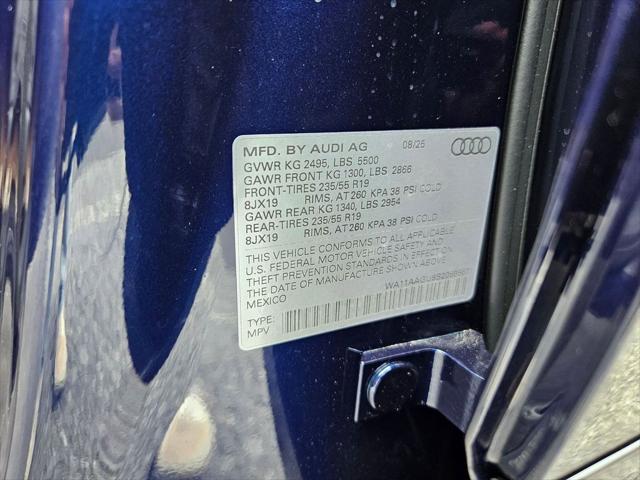 MFD. BY AUDI AG 08/25
GVWR KG 2495, LBS 5500
GAWR FRONT KG 1300, LBS 2866
FRONT-TIRES 235/55 R19
8JX19 RIMS, AT 260 KPA 38 PSI COLD
GAWR REAR KG 1340, LBS 2954
REAR-TIRES 235/55 R19
8JX19 RIMS, AT 260 KPA 38 PSI COLD
THIS VEHICLE CONFORMS TO ALL APPLICABLE
U.S. FEDERAL MOTOR VEHICLE SAFETY AND
THEFT PREVENTION STANDARDS IN EFFECT ON
THE DATE OF MANUFACTURE SHOWN ABOVE.
MEXICO
TYPE:
MPV